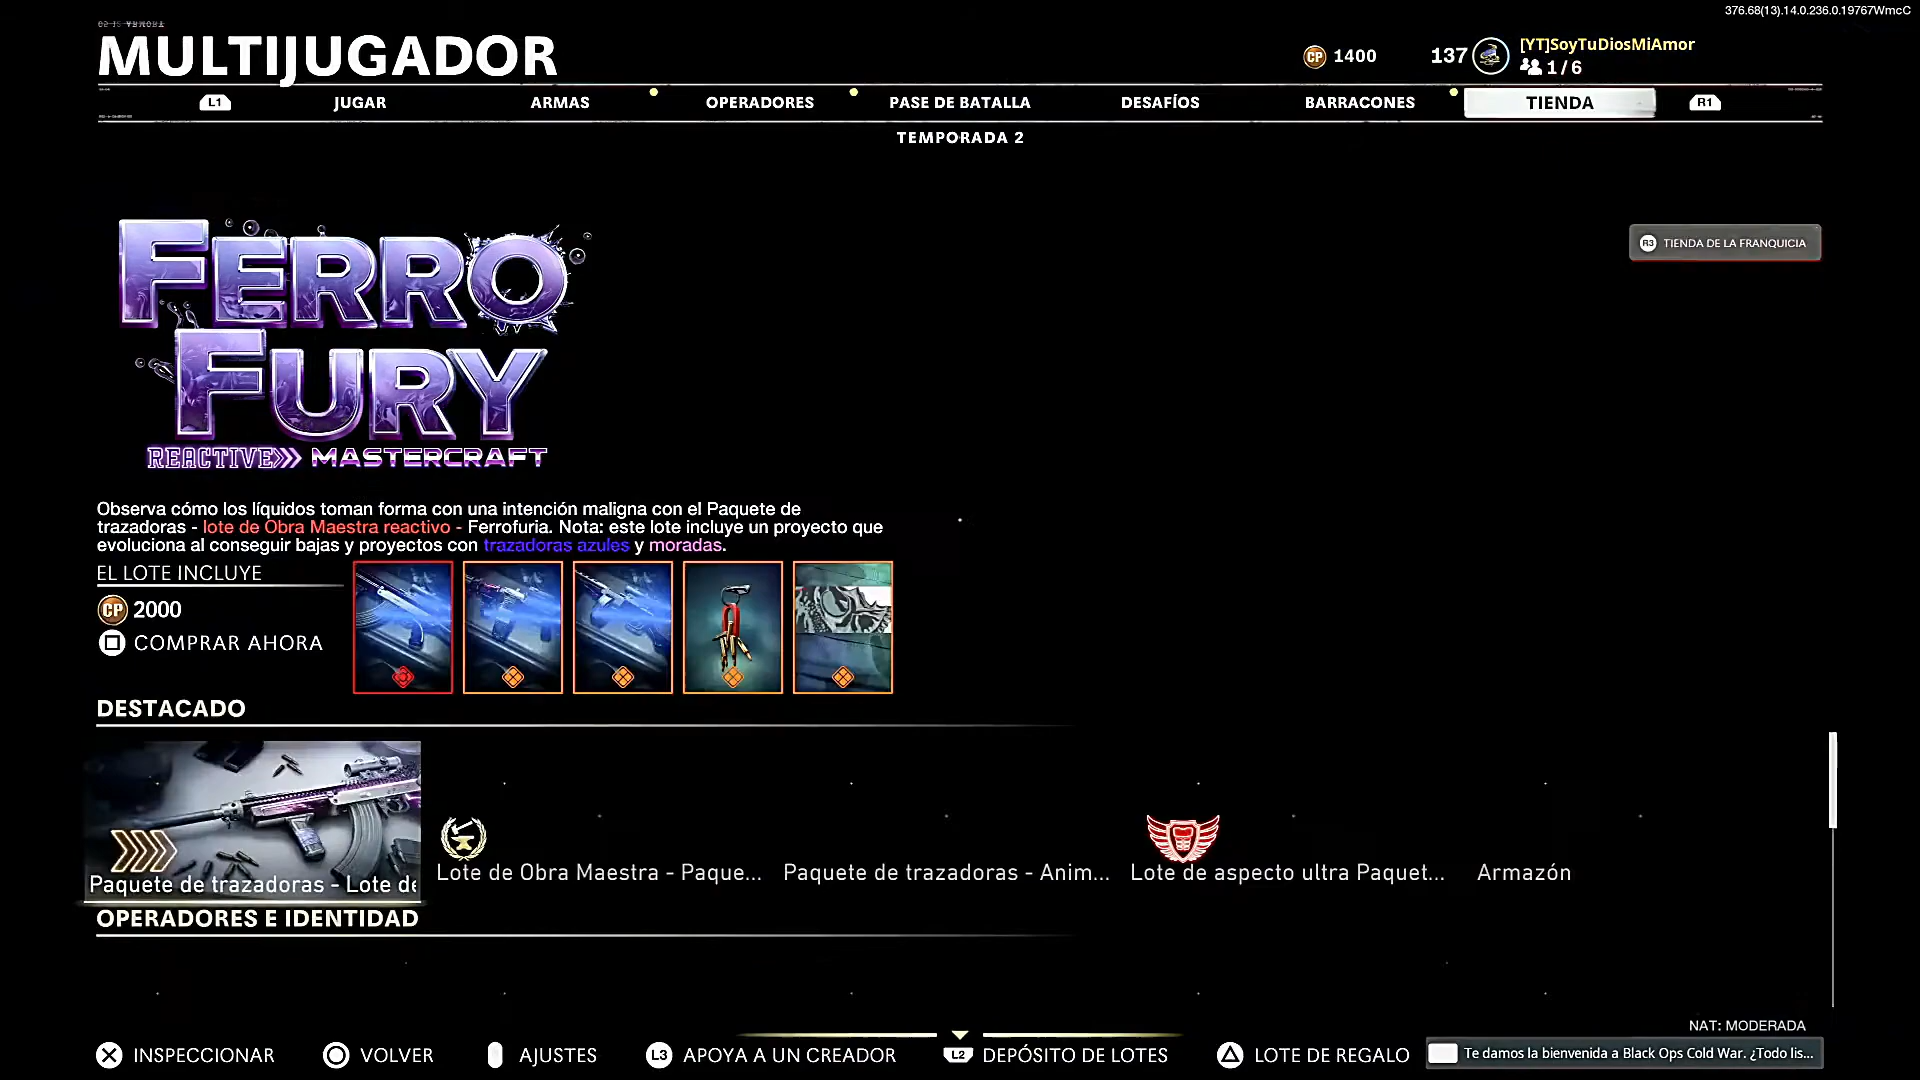 376.68(13).14.0.236.0.19767WmcC
MULTIJUGADOR
CP 1400
137
[YT]SoyTuDiosMiAmor
1/6
L1 JUGAR ARMAS OPERADORES PASE DE BATALLA DESAFÍOS BARRACONES TIENDA R1
TEMPORADA 2
R3 TIENDA DE LA FRANQUICIA
FERRO
FURY
REACTIVE MASTERCRAFT
Observa cómo los líquidos toman forma con una intención maligna con el Paquete de
trazadoras - lote de Obra Maestra reactivo - Ferrofuria. Nota: este lote incluye un proyecto que
evoluciona al conseguir bajas y proyectos con trazadoras azules y moradas.
EL LOTE INCLUYE
CP 2000
COMPRAR AHORA
DESTACADO
Paquete de trazadoras - Lote de
Lote de Obra Maestra - Paque...
Paquete de trazadoras - Anim...
Lote de aspecto ultra Paquet...
Armazón
OPERADORES E IDENTIDAD
NAT: MODERADA
INSPECCIONAR VOLVER AJUSTES L3 APOYA A UN CREADOR L2 DEPÓSITO DE LOTES LOTE DE REGALO
Te damos la bienvenida a Black Ops Cold War. ¿Todo lis...